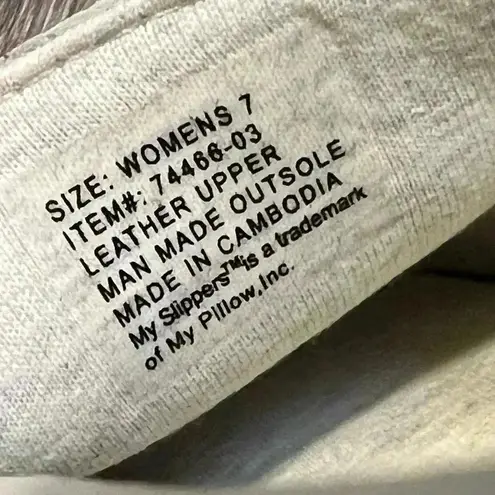 SIZE: WOMENS 7
ITEM#: 74466-03
LEATHER UPPER
MAN MADE OUTSOLE
MADE IN CAMBODIA
My Slippers™ is a trademark
of My Pillow, Inc.